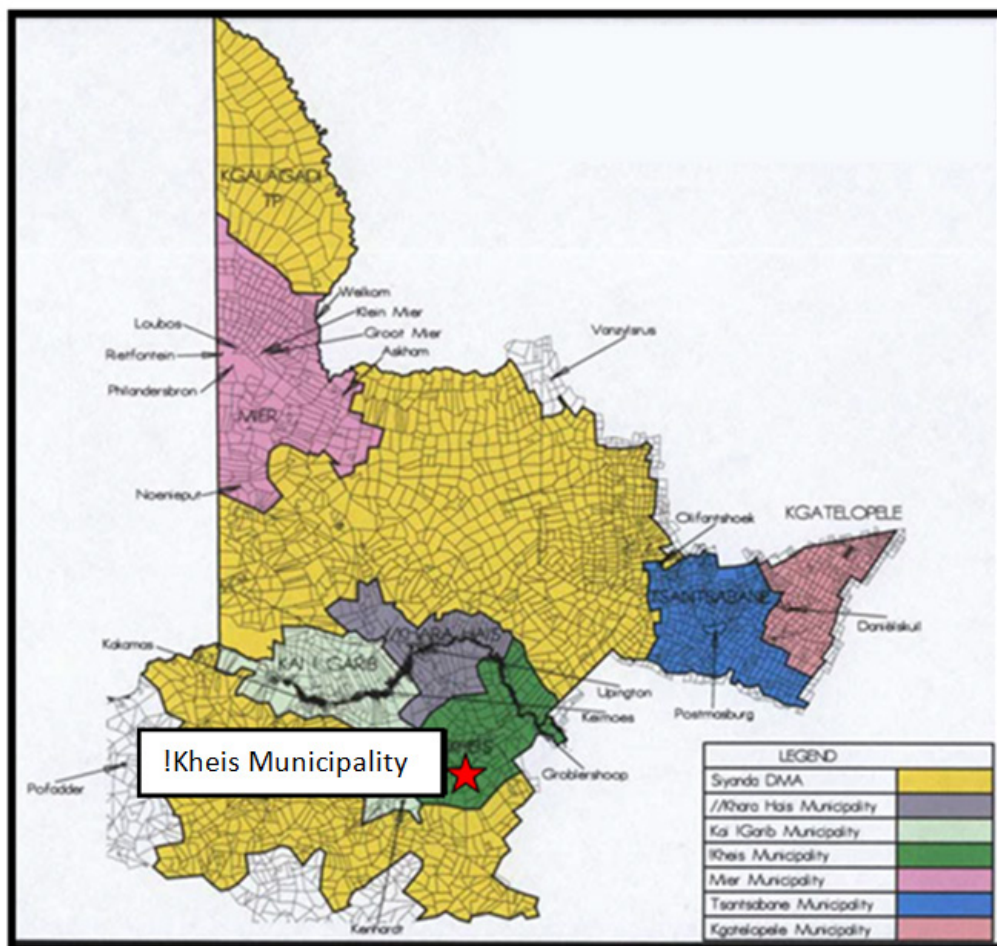 KGALAGADI
TP
Welkom
Klein Mier
Groot Mier
Askham
Loubos
Rietfontein
Philandersbron
Vanzylsrus
MIER
Noenieput
Olifantshoek
KGATELOPELE
TSANTSABANE
Daniëlskuil
//KHARA HAIS
Kakamas
KAI ! GARIB
Upington
Keimoes
Postmasburg
Groblershoop
!Kheis Municipality
Pofadder
Kenhardt
LEGEND
Siyanda DMA
//Khara Hais Municipality
Kai !Garib Municipality
!Kheis Municipality
Mier Municipality
Tsantsabane Municipality
Kgatelopele Municipality